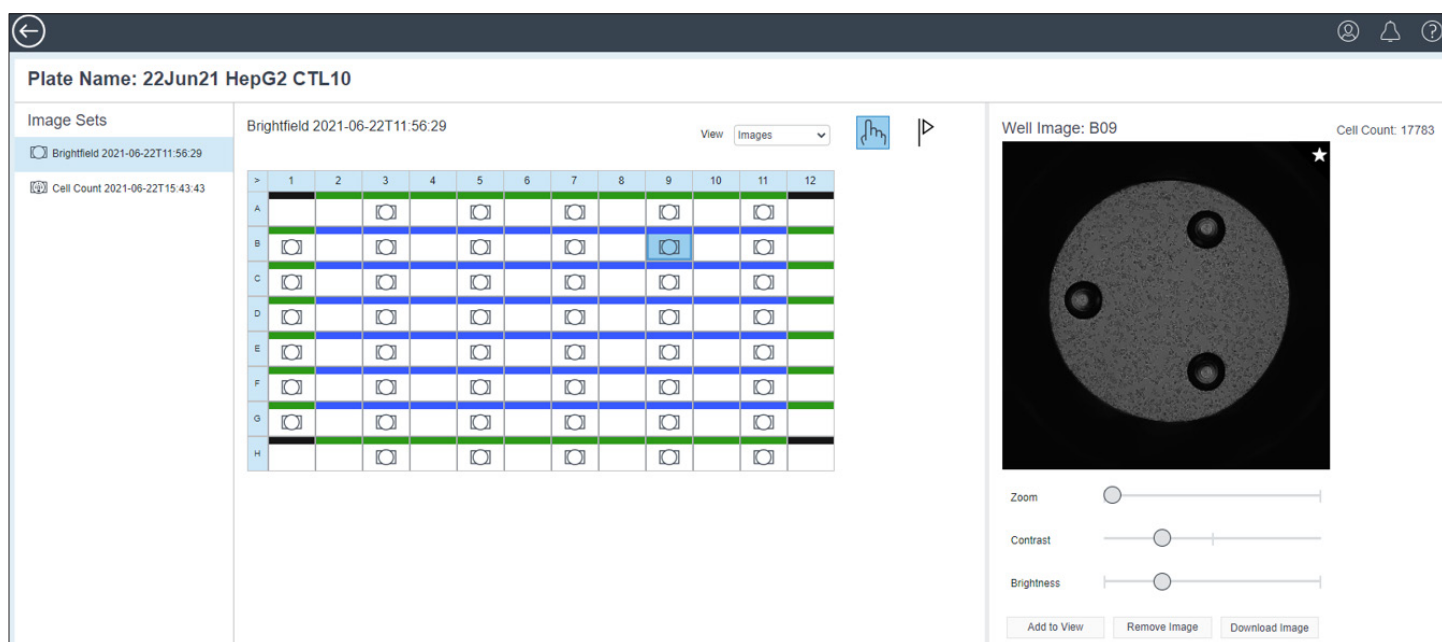 Plate Name: 22Jun21 HepG2 CTL10
Image Sets
Brightfield 2021-06-22T11:56:29
Cell Count 2021-06-22T15:43:43
Brightfield 2021-06-22T11:56:29
View Images
> 1 2 3 4 5 6 7 8 9 10 11 12
A
B
C
D
E
F
G
H
Well Image: B09
Cell Count: 17783
Zoom
Contrast
Brightness
Add to View Remove Image Download Image